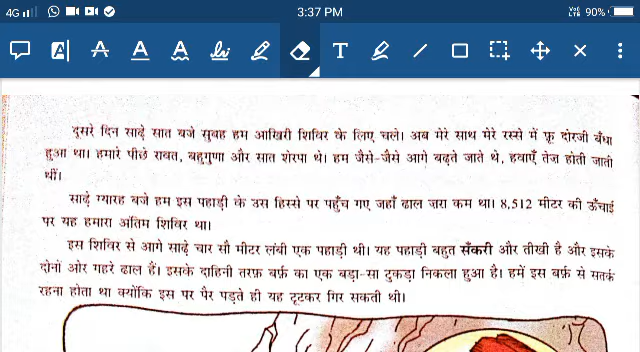 4G 3:37 PM VoLTE 90%
A A A A T
दूसरे दिन साढ़े सात बजे सुबह हम आखिरी शिविर के लिए चले। अब मेरे साथ मेरे रस्से में फू दोरजी बँधा
हुआ था। हमारे पीछे रावत, बहुगुणा और सात शेरपा थे। हम जैसे-जैसे आगे बढ़ते जाते थे, हवाएँ तेज होती जाती
थीं।
साढ़े ग्यारह बजे हम इस पहाड़ी के उस हिस्से पर पहुँच गए जहाँ ढाल ज़रा कम था। 8,512 मीटर की ऊँचाई
पर यह हमारा अंतिम शिविर था।
इस शिविर से आगे साढ़े चार सौ मीटर लंबी एक पहाड़ी थी। यह पहाड़ी बहुत सँकरी और तीखी है और इसके
दोनों ओर गहरे ढाल हैं। इसके दाहिनी तरफ़ बर्फ़ का एक बड़ा-सा टुकड़ा निकला हुआ है। हमें इस बर्फ़ से सतर्क
रहना होता था क्योंकि इस पर पैर पड़ते ही यह टूटकर गिर सकती थी।